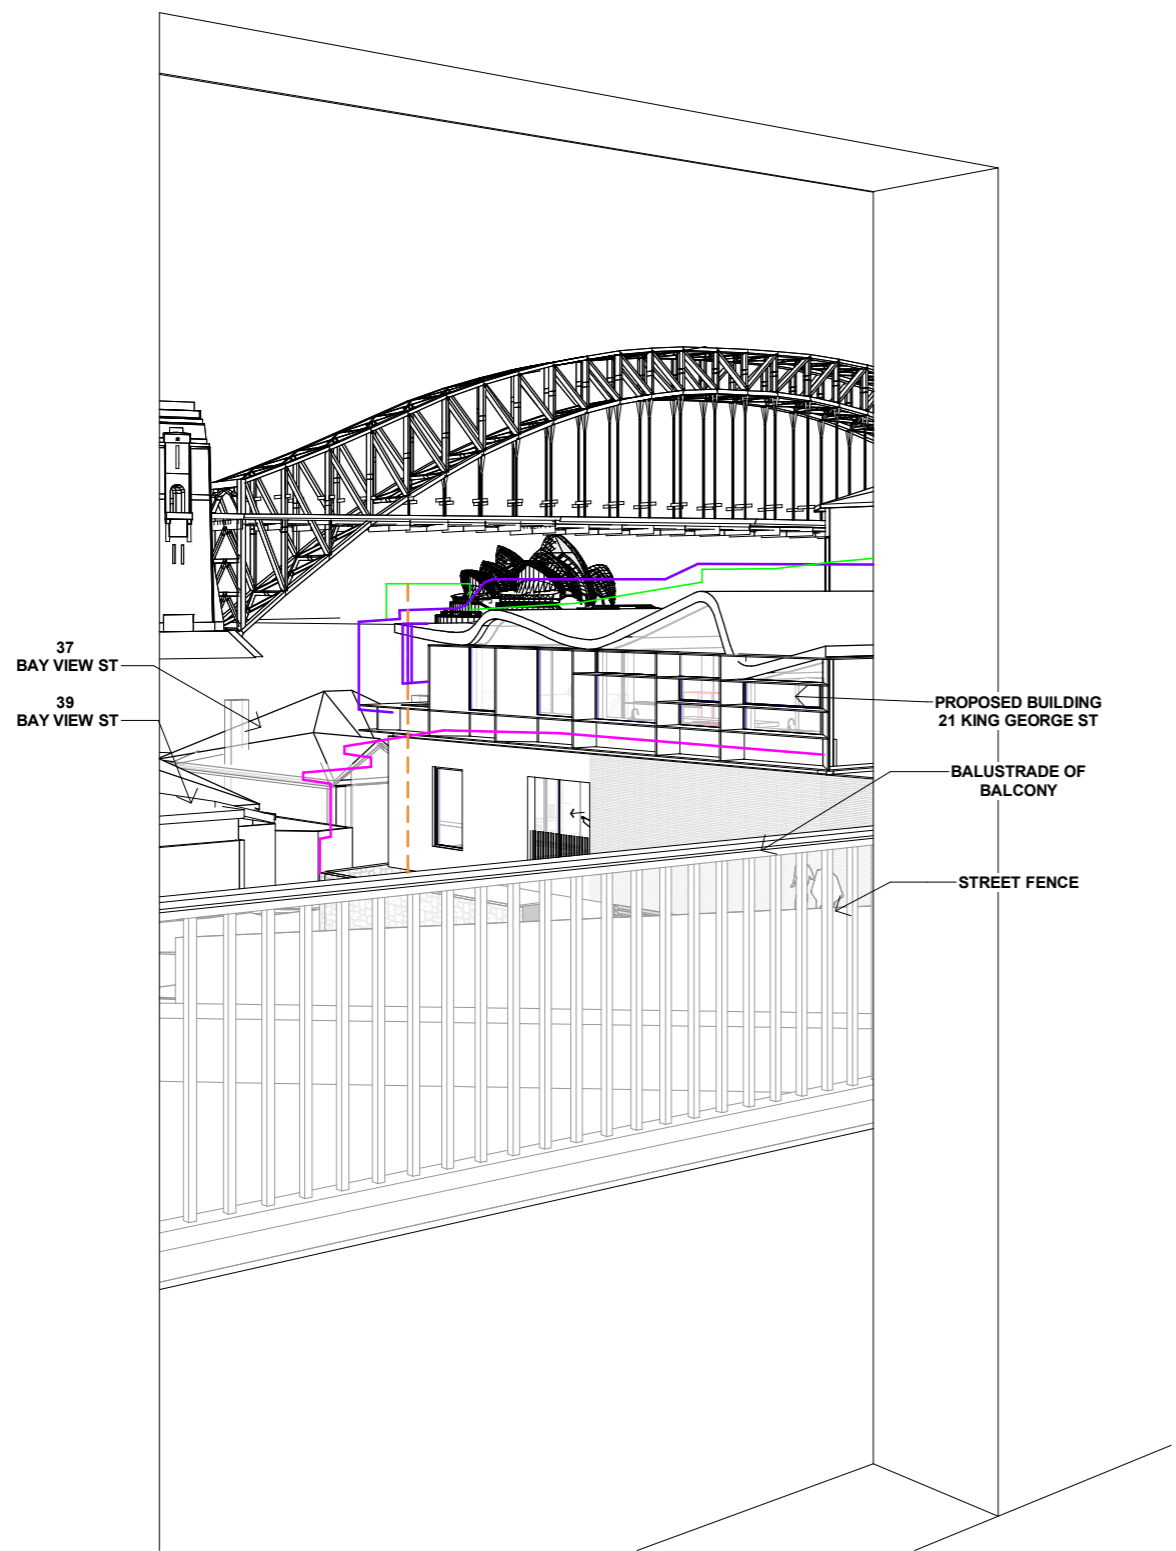 37
BAY VIEW ST
39
BAY VIEW ST
PROPOSED BUILDING
21 KING GEORGE ST
BALUSTRADE OF
BALCONY
STREET FENCE